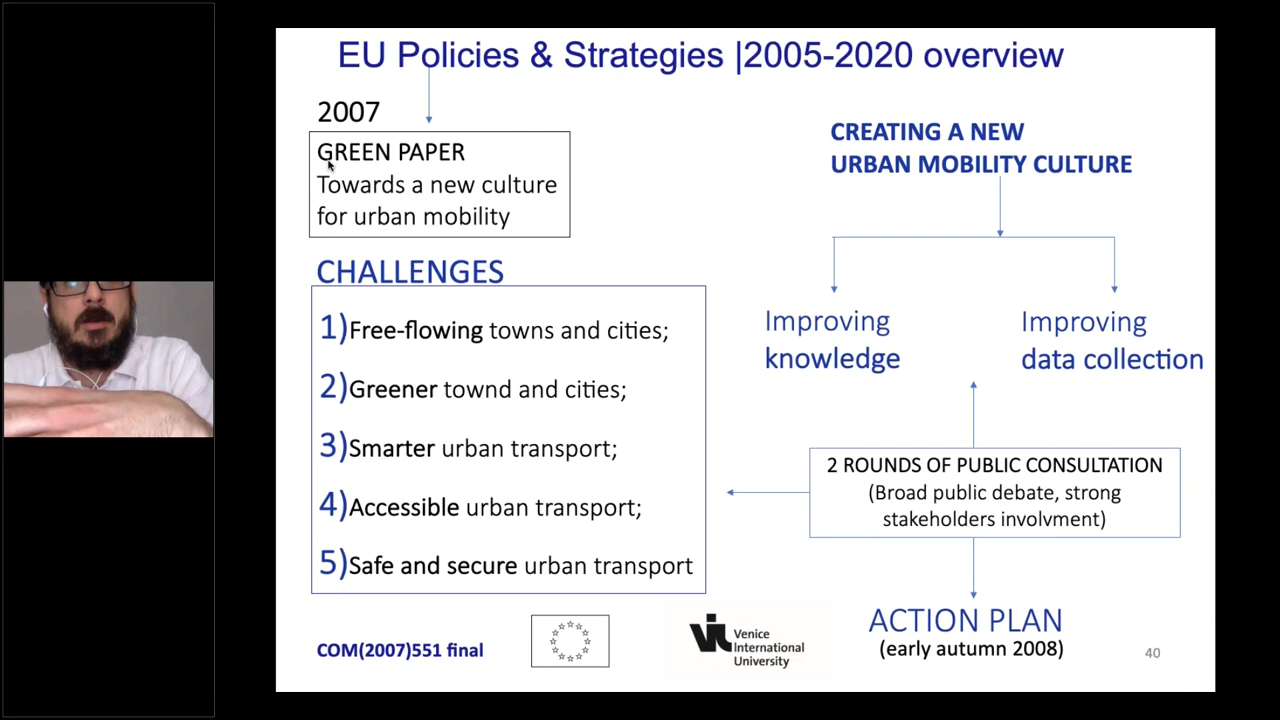 EU Policies & Strategies |2005-2020 overview
2007
GREEN PAPER
Towards a new culture
for urban mobility
CHALLENGES
1)Free-flowing towns and cities;
2)Greener townd and cities;
3)Smarter urban transport;
4)Accessible urban transport;
5)Safe and secure urban transport
COM(2007)551 final
CREATING A NEW
URBAN MOBILITY CULTURE
Improving
knowledge
Improving
data collection
2 ROUNDS OF PUBLIC CONSULTATION
(Broad public debate, strong
stakeholders involvment)
ACTION PLAN
(early autumn 2008)
VIU
Venice
International
University
40